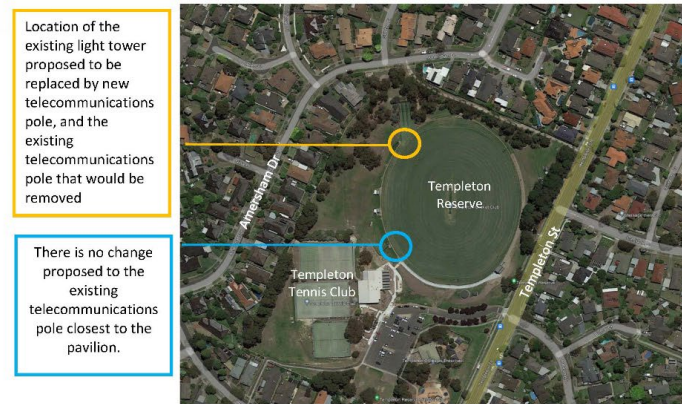 Location of the
existing light tower
proposed to be
replaced by new
telecommunications
pole, and the
existing
telecommunications
pole that would be
removed
There is no change
proposed to the
existing
telecommunications
pole closest to the
pavilion.
Amersham Dr
Templeton
Reserve
Templeton St
Templeton
Tennis Club